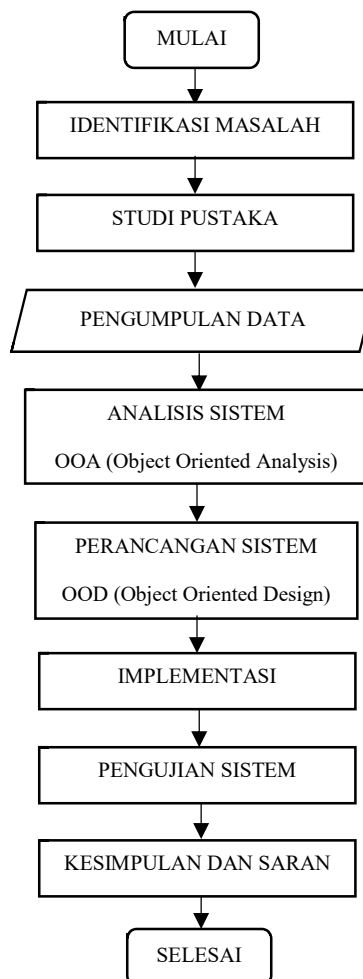 MULAI
IDENTIFIKASI MASALAH
STUDI PUSTAKA
PENGUMPULAN DATA
ANALISIS SISTEM
OOA (Object Oriented Analysis)
PERANCANGAN SISTEM
OOD (Object Oriented Design)
IMPLEMENTASI
PENGUJIAN SISTEM
KESIMPULAN DAN SARAN
SELESAI